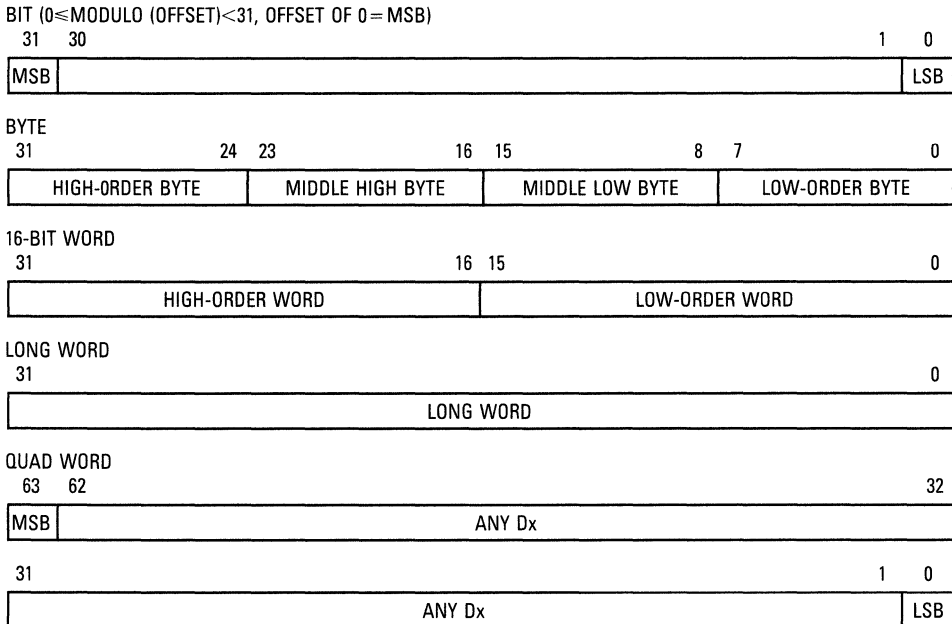 BIT (0≤MODULO (OFFSET)<31, OFFSET OF 0=MSB)
31 30 1 0
MSB LSB
BYTE
31 24 23 16 15 8 7 0
HIGH-ORDER BYTE MIDDLE HIGH BYTE MIDDLE LOW BYTE LOW-ORDER BYTE
16-BIT WORD
31 16 15 0
HIGH-ORDER WORD LOW-ORDER WORD
LONG WORD
31 0
LONG WORD
QUAD WORD
63 62 32
MSB ANY Dx
31 1 0
ANY Dx LSB